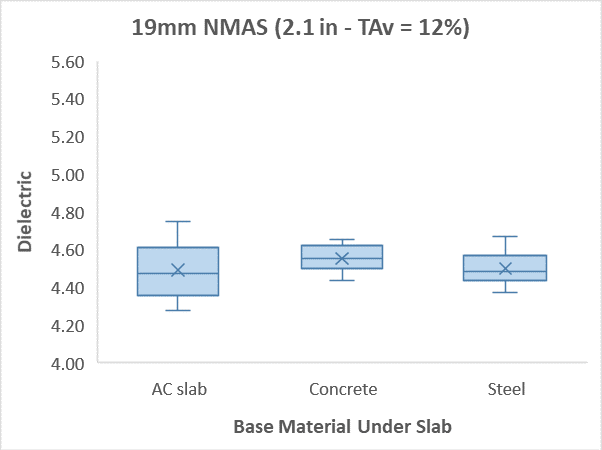 19mm NMAS (2.1 in - TAv = 12%)
5.60
5.40
5.20
5.00
4.80
4.60
4.40
4.20
4.00
Dielectric
AC slab
Concrete
Steel
Base Material Under Slab